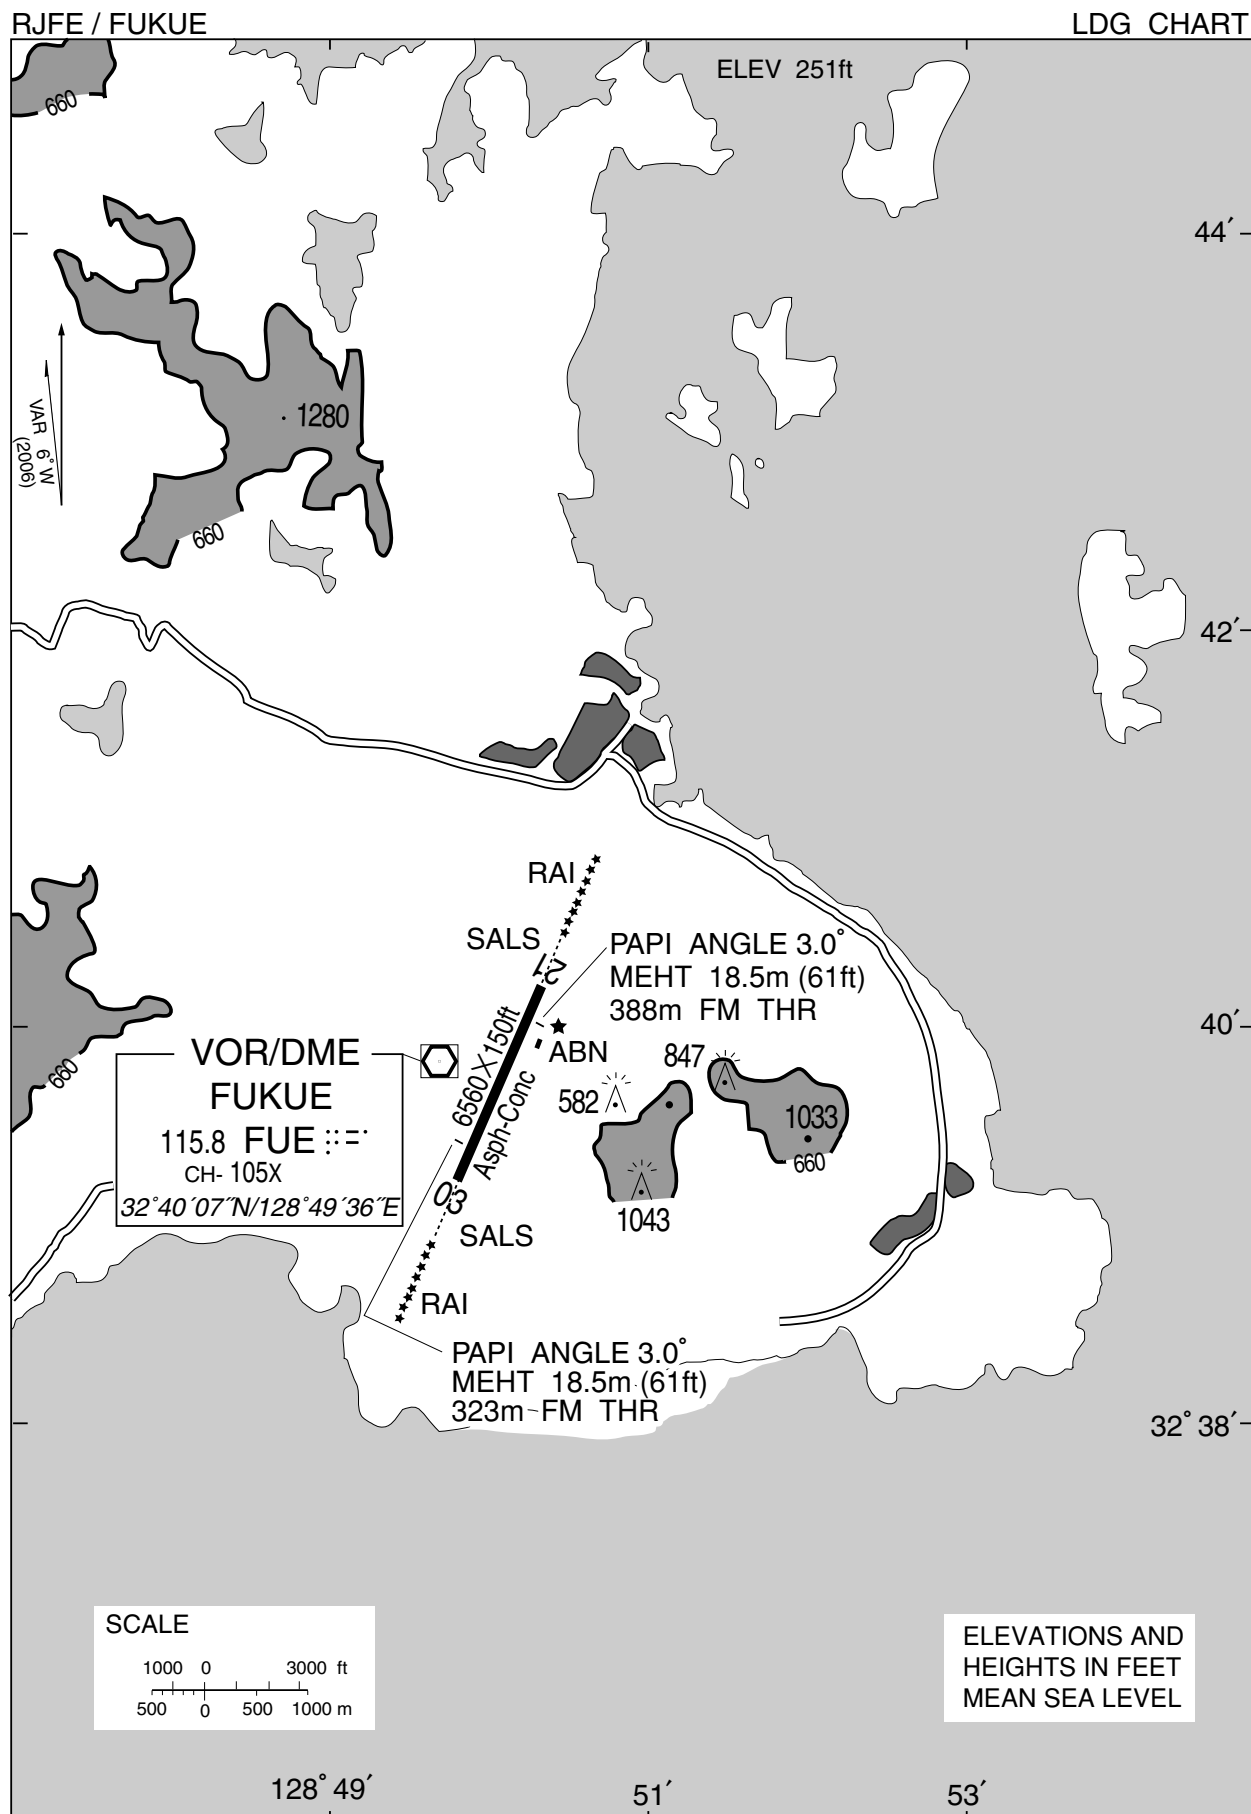 RJFE / FUKUE
LDG CHART
ELEV 251ft
660
44′
1280
VAR 6°W
(2006)
660
42′
RAI
SALS
21
PAPI ANGLE 3.0°
MEHT 18.5m (61ft)
388m FM THR
40′
ABN
6560X150ft
Asph-Conc
VOR/DME
FUKUE
115.8 FUE
CH- 105X
32°40′07″N/128°49′36″E
660
847
582
1033
660
1043
03
SALS
RAI
PAPI ANGLE 3.0°
MEHT 18.5m (61ft)
323m FM THR
32°38′
SCALE
1000 0 3000 ft
500 0 500 1000 m
ELEVATIONS AND
HEIGHTS IN FEET
MEAN SEA LEVEL
128°49′
51′
53′